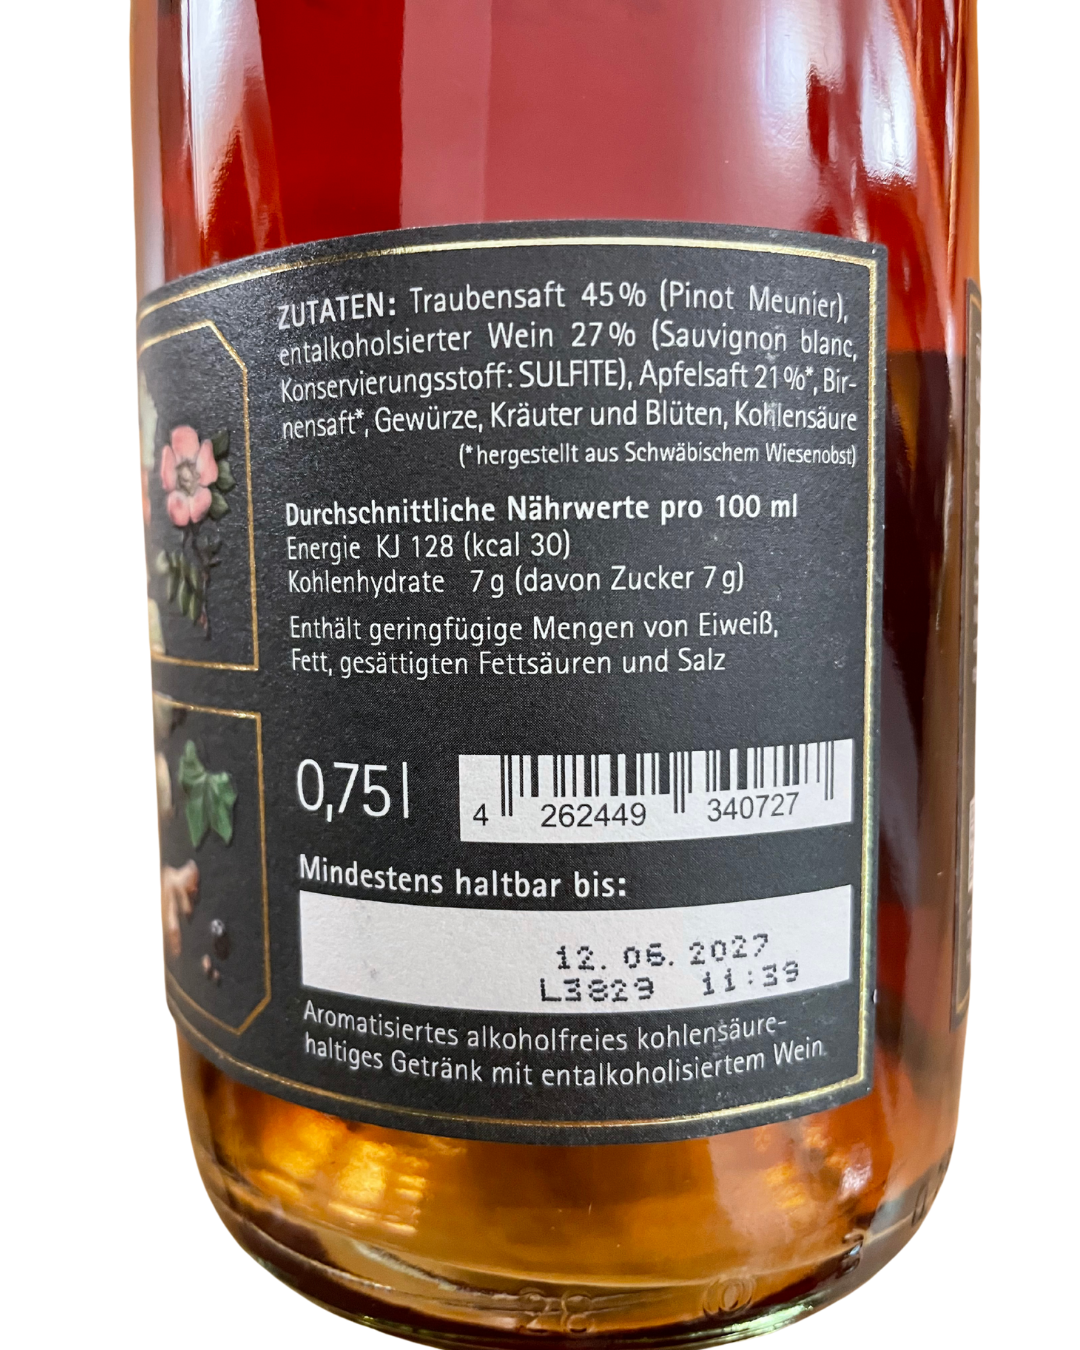 ZUTATEN: Traubensaft 45% (Pinot Meunier),
entalkoholsierter Wein 27% (Sauvignon blanc,
Konservierungsstoff: SULFITE), Apfelsaft 21%*, Bir-
nensaft*, Gewürze, Kräuter und Blüten, Kohlensäure
(*hergestellt aus Schwäbischem Wiesenobst)
Durchschnittliche Nährwerte pro 100 ml
Energie KJ 128 (kcal 30)
Kohlenhydrate 7 g (davon Zucker 7 g)
Enthält geringfügige Mengen von Eiweiß,
Fett, gesättigten Fettsäuren und Salz
0,75 l
4 262449 340727
Mindestens haltbar bis:
12. 06. 2027
L3829 11:39
Aromatisiertes alkoholfreies kohlensäure-
haltiges Getränk mit entalkoholisiertem Wein.